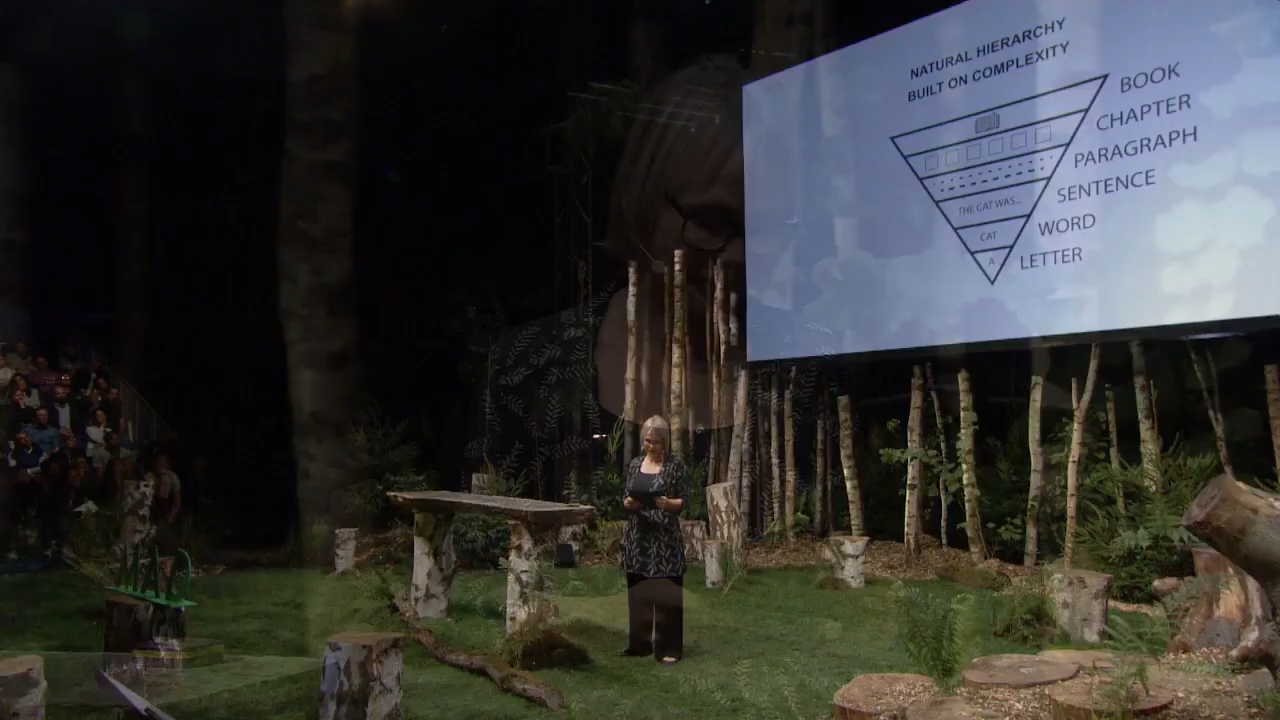 NATURAL HIERARCHY
BUILT ON COMPLEXITY
BOOK
CHAPTER
PARAGRAPH
THE CAT WAS...
SENTENCE
CAT
WORD
A
LETTER